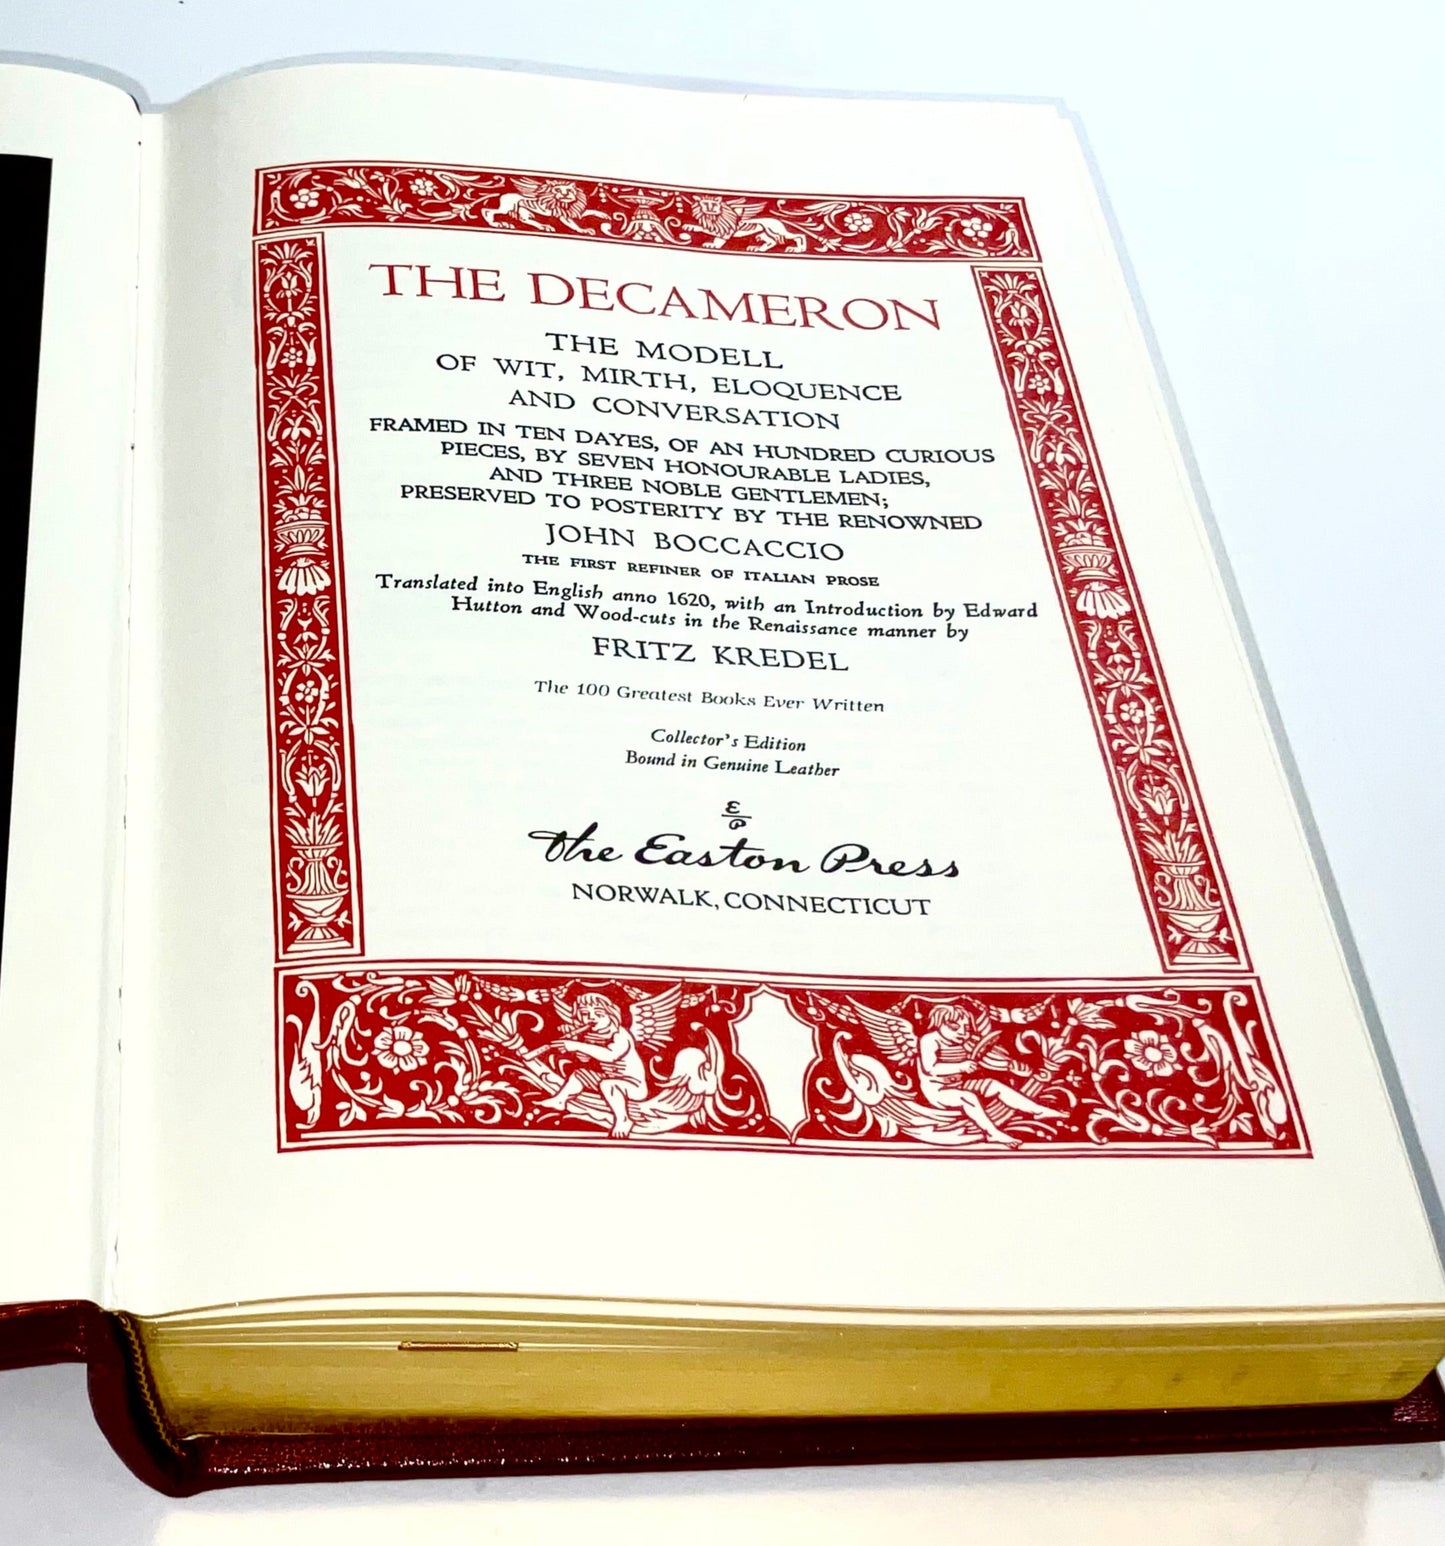 THE DECAMERON
THE MODELL
OF WIT, MIRTH, ELOQUENCE
AND CONVERSATION
FRAMED IN TEN DAYES, OF AN HUNDRED CURIOUS
PIECES, BY SEVEN HONOURABLE LADIES,
AND THREE NOBLE GENTLEMEN;
PRESERVED TO POSTERITY BY THE RENOWNED
JOHN BOCCACCIO
THE FIRST REFINER OF ITALIAN PROSE
Translated into English anno 1620, with an Introduction by Edward
Hutton and Wood-cuts in the Renaissance manner by
FRITZ KREDEL
The 100 Greatest Books Ever Written
Collector's Edition
Bound in Genuine Leather
E
P
The Easton Press
NORWALK, CONNECTICUT